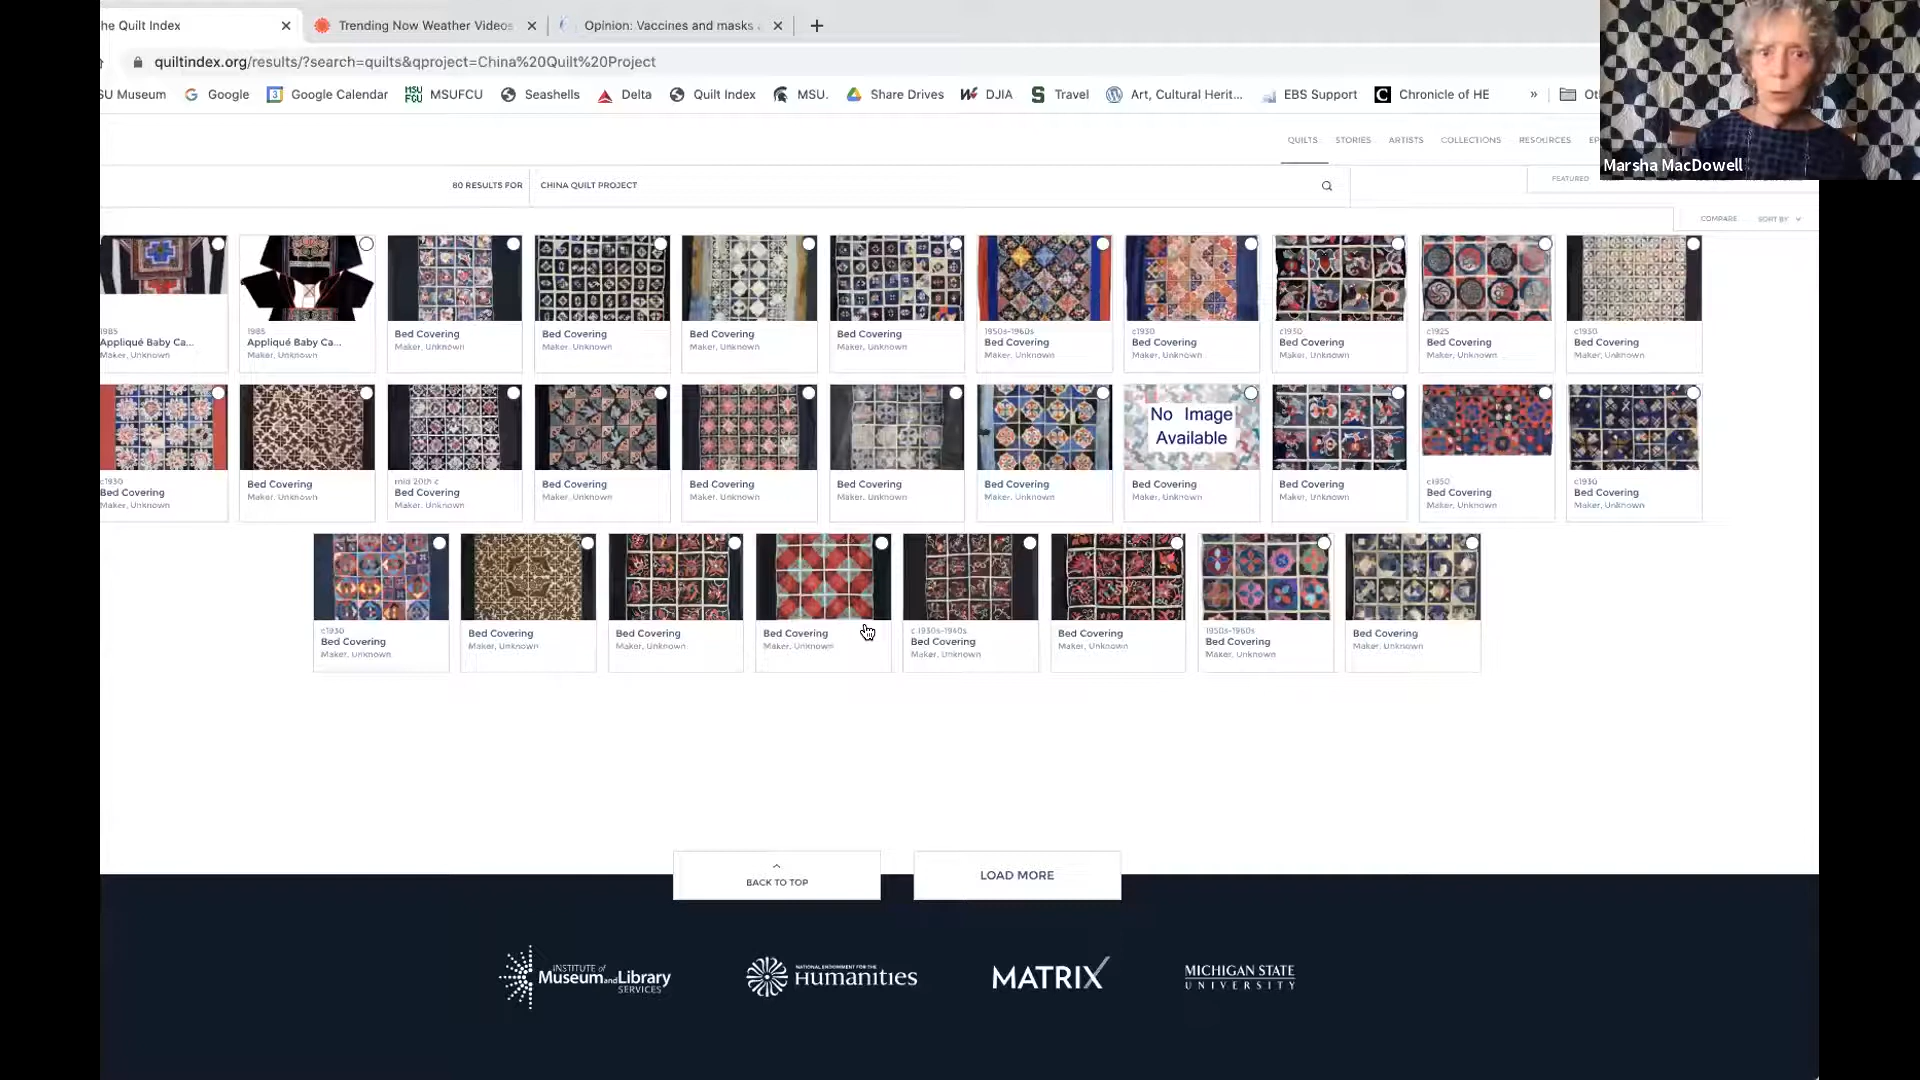 he Quilt Index
Trending Now Weather Videos
Opinion: Vaccines and masks
quiltindex.org/results/?search=quilts&qproject=China%20Quilt%20Project
SU Museum Google Google Calendar MSUFCU Seashells Delta Quilt Index MSU. Share Drives DJIA Travel Art, Cultural Herit... EBS Support Chronicle of HE » Ot
QUILTS STORIES ARTISTS COLLECTIONS RESOURCES
Marsha MacDowell
80 RESULTS FOR CHINA QUILT PROJECT
FEATURED
COMPARE SORT BY
1985 1985 1950s-1960s c1930 c1930 c1925 c1930
Appliqué Baby Ca... Appliqué Baby Ca... Bed Covering Bed Covering Bed Covering Bed Covering Bed Covering Bed Covering Bed Covering Bed Covering Bed Covering
Maker, Unknown Maker, Unknown Maker, Unknown Maker, Unknown Maker, Unknown Maker, Unknown Maker, Unknown Maker, Unknown Maker, Unknown Maker, Unknown Maker, Unknown
No Image
Available
c1930 mid 20th c c1950 c1930
Bed Covering Bed Covering Bed Covering Bed Covering Bed Covering Bed Covering Bed Covering Bed Covering Bed Covering Bed Covering Bed Covering
Maker, Unknown Maker, Unknown Maker, Unknown Maker, Unknown Maker, Unknown Maker, Unknown Maker, Unknown Maker, Unknown Maker, Unknown Maker, Unknown Maker, Unknown
c1930 c.1930s-1940s 1950s-1960s
Bed Covering Bed Covering Bed Covering Bed Covering Bed Covering Bed Covering Bed Covering Bed Covering
Maker, Unknown Maker, Unknown Maker, Unknown Maker, Unknown Maker, Unknown Maker, Unknown Maker, Unknown Maker, Unknown
BACK TO TOP
LOAD MORE
INSTITUTE of
Museum and Library
SERVICES
NATIONAL ENDOWMENT FOR THE
Humanities
MATRIX
MICHIGAN STATE
UNIVERSITY